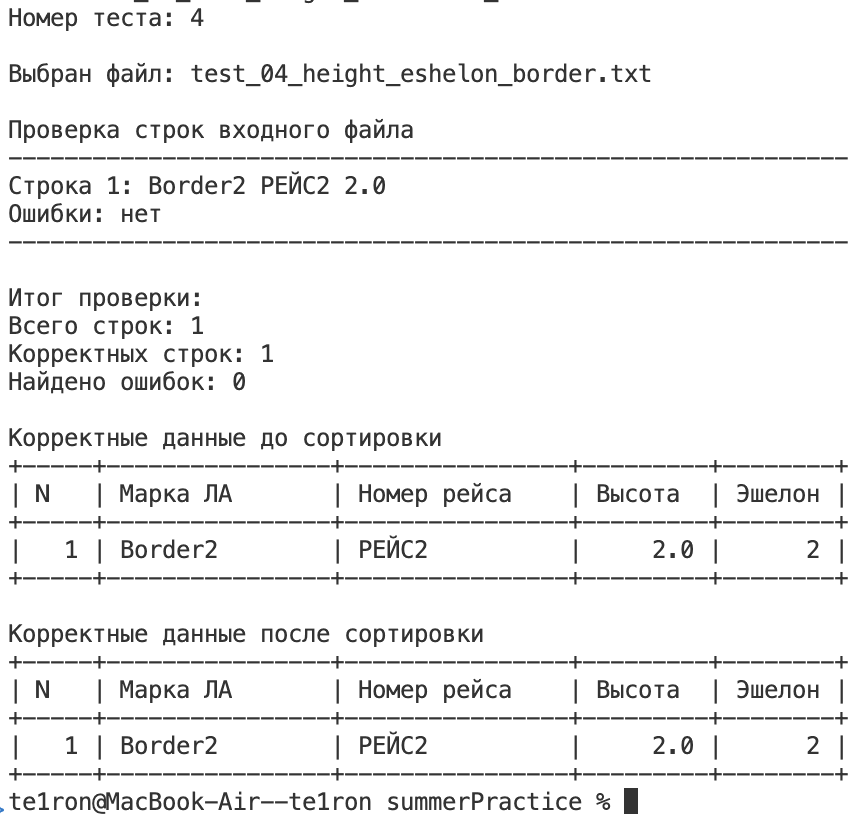 Номер теста: 4
Выбран файл: test_04_height_eshelon_border.txt
Проверка строк входного файла
------------------------------------------------------------
Строка 1: Border2 РЕЙС2 2.0
Ошибки: нет
------------------------------------------------------------
Итог проверки:
Всего строк: 1
Корректных строк: 1
Найдено ошибок: 0
Корректные данные до сортировки
+-----+----------------+----------------+---------+--------+
| N   | Марка ЛА       | Номер рейса    | Высота  | Эшелон |
+-----+----------------+----------------+---------+--------+
|   1 | Border2        | РЕЙС2          |     2.0 |      2 |
+-----+----------------+----------------+---------+--------+
Корректные данные после сортировки
+-----+----------------+----------------+---------+--------+
| N   | Марка ЛА       | Номер рейса    | Высота  | Эшелон |
+-----+----------------+----------------+---------+--------+
|   1 | Border2        | РЕЙС2          |     2.0 |      2 |
+-----+----------------+----------------+---------+--------+
te1ron@MacBook-Air--te1ron summerPractice %